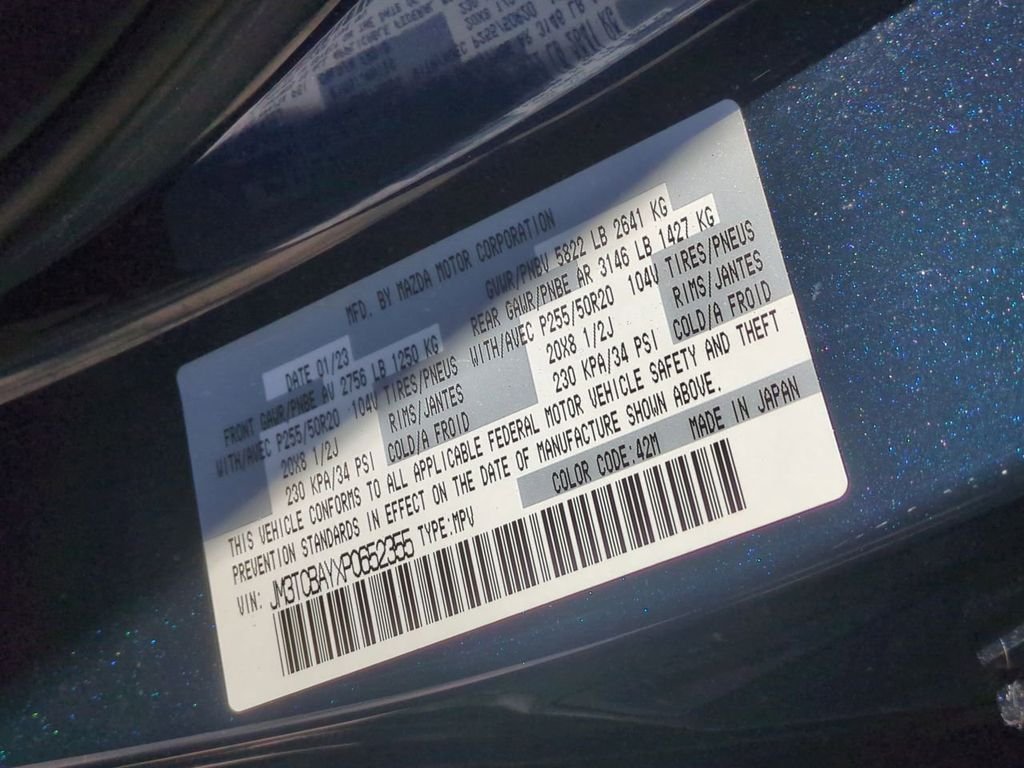 MFD. BY MAZDA MOTOR CORPORATION
DATE 01/23 GVWR/PNBV 5822 LB 2641 KG
FRONT GAWR/PNBE AV 2756 LB 1250 KG REAR GAWR/PNBE AR 3146 LB 1427 KG
WITH/AVEC P255/50R20 104V TIRES/PNEUS WITH/AVEC P255/50R20 104V TIRES/PNEUS
20X8 1/2J RIMS/JANTES 20X8 1/2J RIMS/JANTES
230 KPA/34 PSI COLD/A FROID 230 KPA/34 PSI COLD/A FROID
THIS VEHICLE CONFORMS TO ALL APPLICABLE FEDERAL MOTOR VEHICLE SAFETY AND THEFT
PREVENTION STANDARDS IN EFFECT ON THE DATE OF MANUFACTURE SHOWN ABOVE.
VIN: JM3TCBAYXP0652355 TYPE:MPV COLOR CODE:42M MADE IN JAPAN